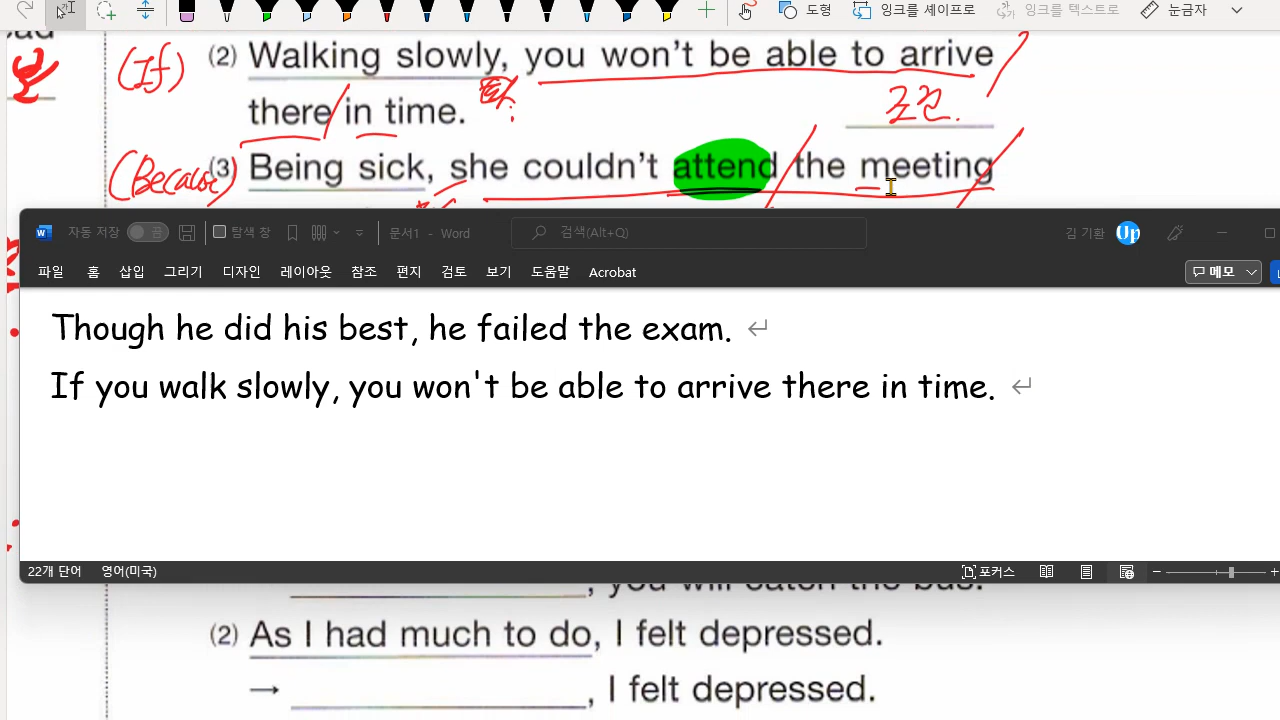 도형 잉크를 셰이프로 잉크를 텍스트로 눈금자
(If) (2) Walking slowly, you won't be able to arrive
there in time. 조건.
(Because) (3) Being sick, she couldn't attend the meeting
자동 저장 끔 탐색 창 문서1 - Word 검색(Alt+Q) 김 기환
파일 홈 삽입 그리기 디자인 레이아웃 참조 편지 검토 보기 도움말 Acrobat 메모
Though he did his best, he failed the exam.
If you walk slowly, you won't be able to arrive there in time.
22개 단어 영어(미국) 포커스
, you will catch the bus.
(2) As I had much to do, I felt depressed.
→ , I felt depressed.